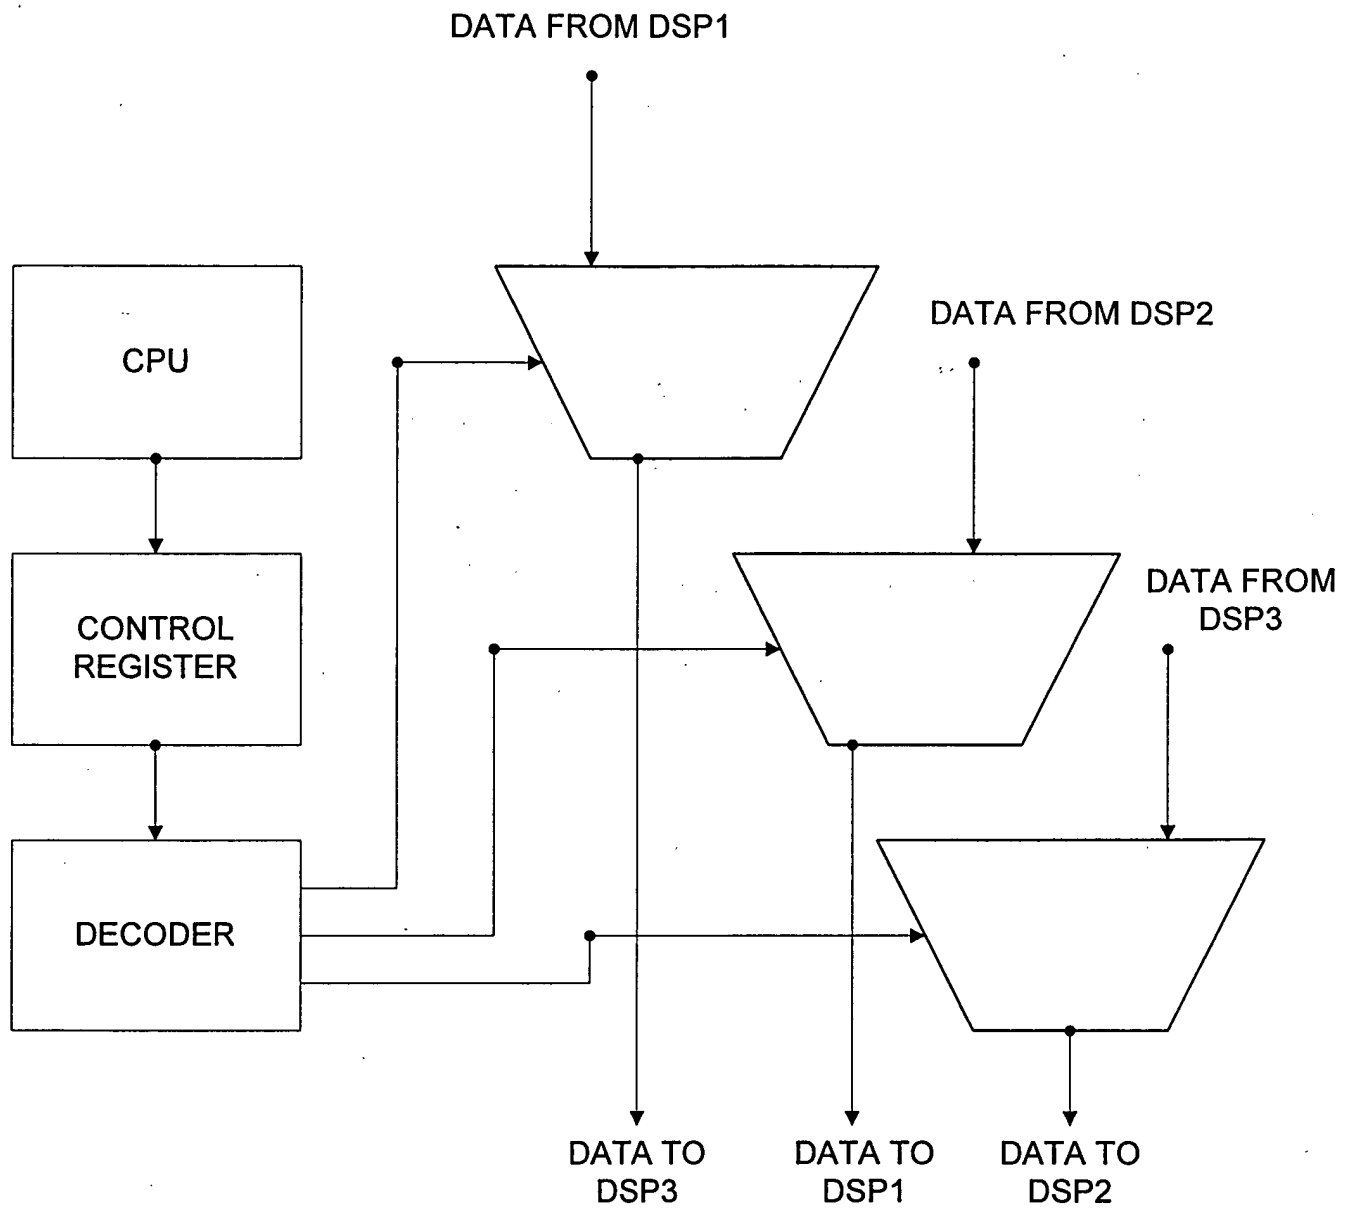 DATA FROM DSP1
CPU
DATA FROM DSP2
CONTROL
REGISTER
DATA FROM
DSP3
DECODER
DATA TO
DSP3
DATA TO
DSP1
DATA TO
DSP2